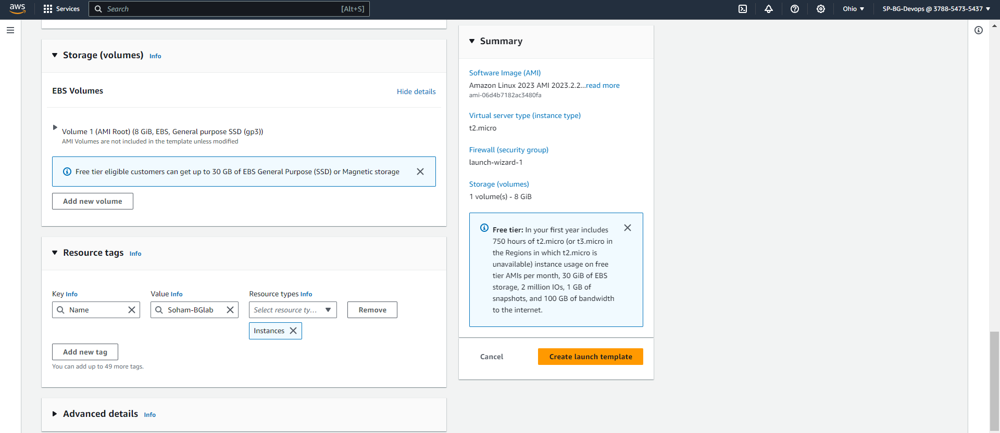 aws
Services
Search [Alt+S]
Ohio
SP-BG-Devops @ 3788-5473-5437
Storage (volumes) Info
EBS Volumes
Hide details
Volume 1 (AMI Root) (8 GiB, EBS, General purpose SSD (gp3))
AMI Volumes are not included in the template unless modified
Free tier eligible customers can get up to 30 GB of EBS General Purpose (SSD) or Magnetic storage
Add new volume
Resource tags Info
Key Info
Value Info
Resource types Info
Name
Soham-BGlab
Select resource ty...
Remove
Instances
Add new tag
You can add up to 49 more tags.
Advanced details Info
Summary
Software Image (AMI)
Amazon Linux 2023 AMI 2023.2.2...read more
ami-06d4b7182ac3480fa
Virtual server type (instance type)
t2.micro
Firewall (security group)
launch-wizard-1
Storage (volumes)
1 volume(s) - 8 GiB
Free tier: In your first year includes
750 hours of t2.micro (or t3.micro in
the Regions in which t2.micro is
unavailable) instance usage on free
tier AMIs per month, 30 GiB of EBS
storage, 2 million IOs, 1 GB of
snapshots, and 100 GB of bandwidth
to the internet.
Cancel
Create launch template